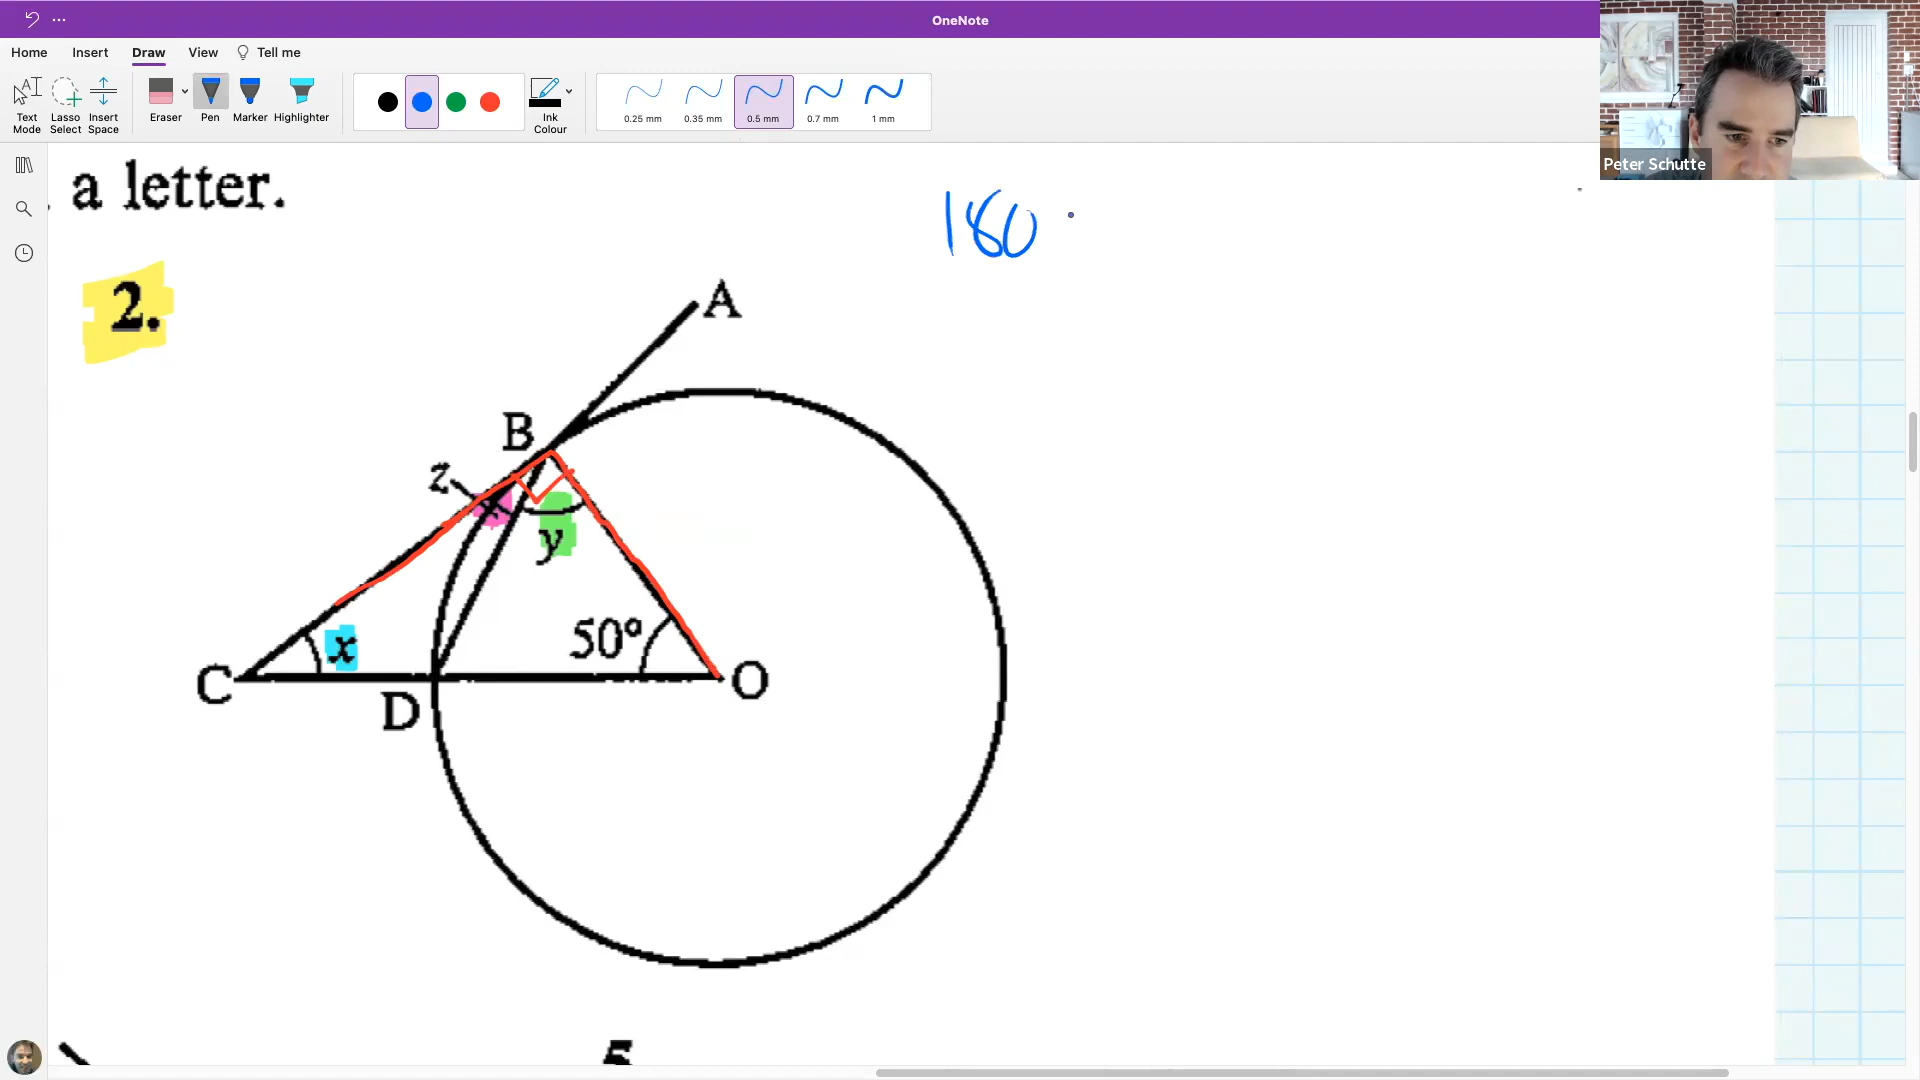 OneNote
Home Insert Draw View Tell me
Text Mode
Lasso Select
Insert Space
Eraser
Pen
Marker
Highlighter
Ink Colour
0.25 mm
0.35 mm
0.5 mm
0.7 mm
1 mm
Peter Schutte
a letter.
180
2.
A
B
z
y
x
50º
C
D
O
5